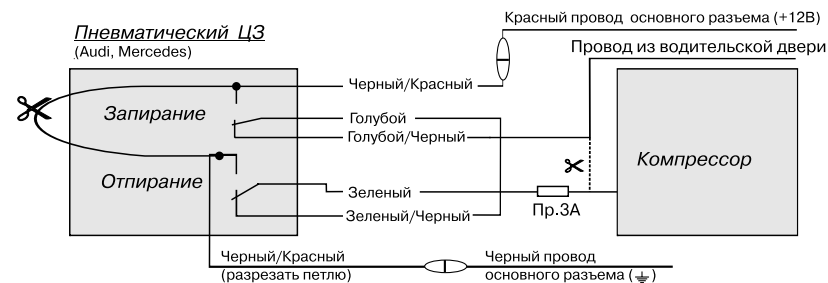 Красный провод основного разъема (+12В)
Пневматический ЦЗ
(Audi, Mercedes)
Провод из водительской двери
Черный/Красный
Запирание
Голубой
Голубой/Черный
Компрессор
Отпирание
Зеленый
Пр.3А
Зеленый/Черный
Черный/Красный
(разрезать петлю)
Черный провод
основного разъема ( )